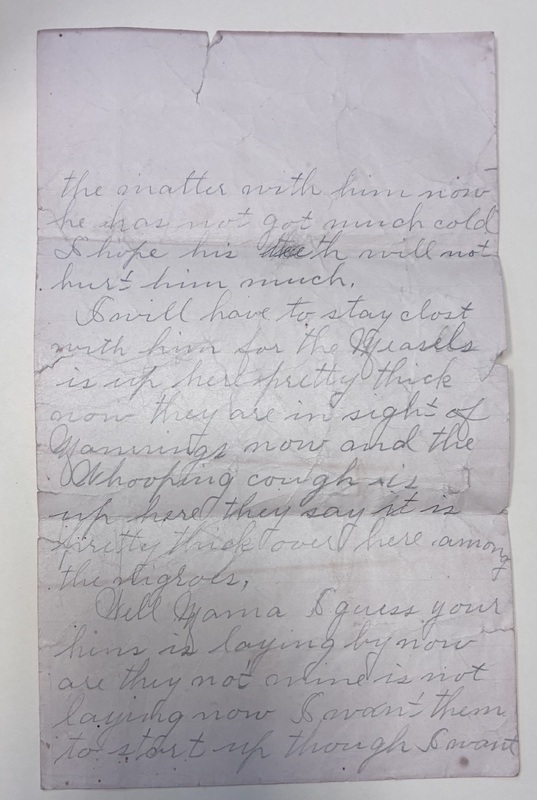 the matter with him now
he has not got much cold
I hope his teeth will not
hurt him much.
I will have to stay clost
with him for the Measels
is up here pretty thick
now they are in sight of
now and the
Whooping cough is
up here they say it is
pretty thick over here among
the nigroes,
Well Mama I guess your
hens is laying by now
are they not mine is not
laying now I want them
to start up though I want